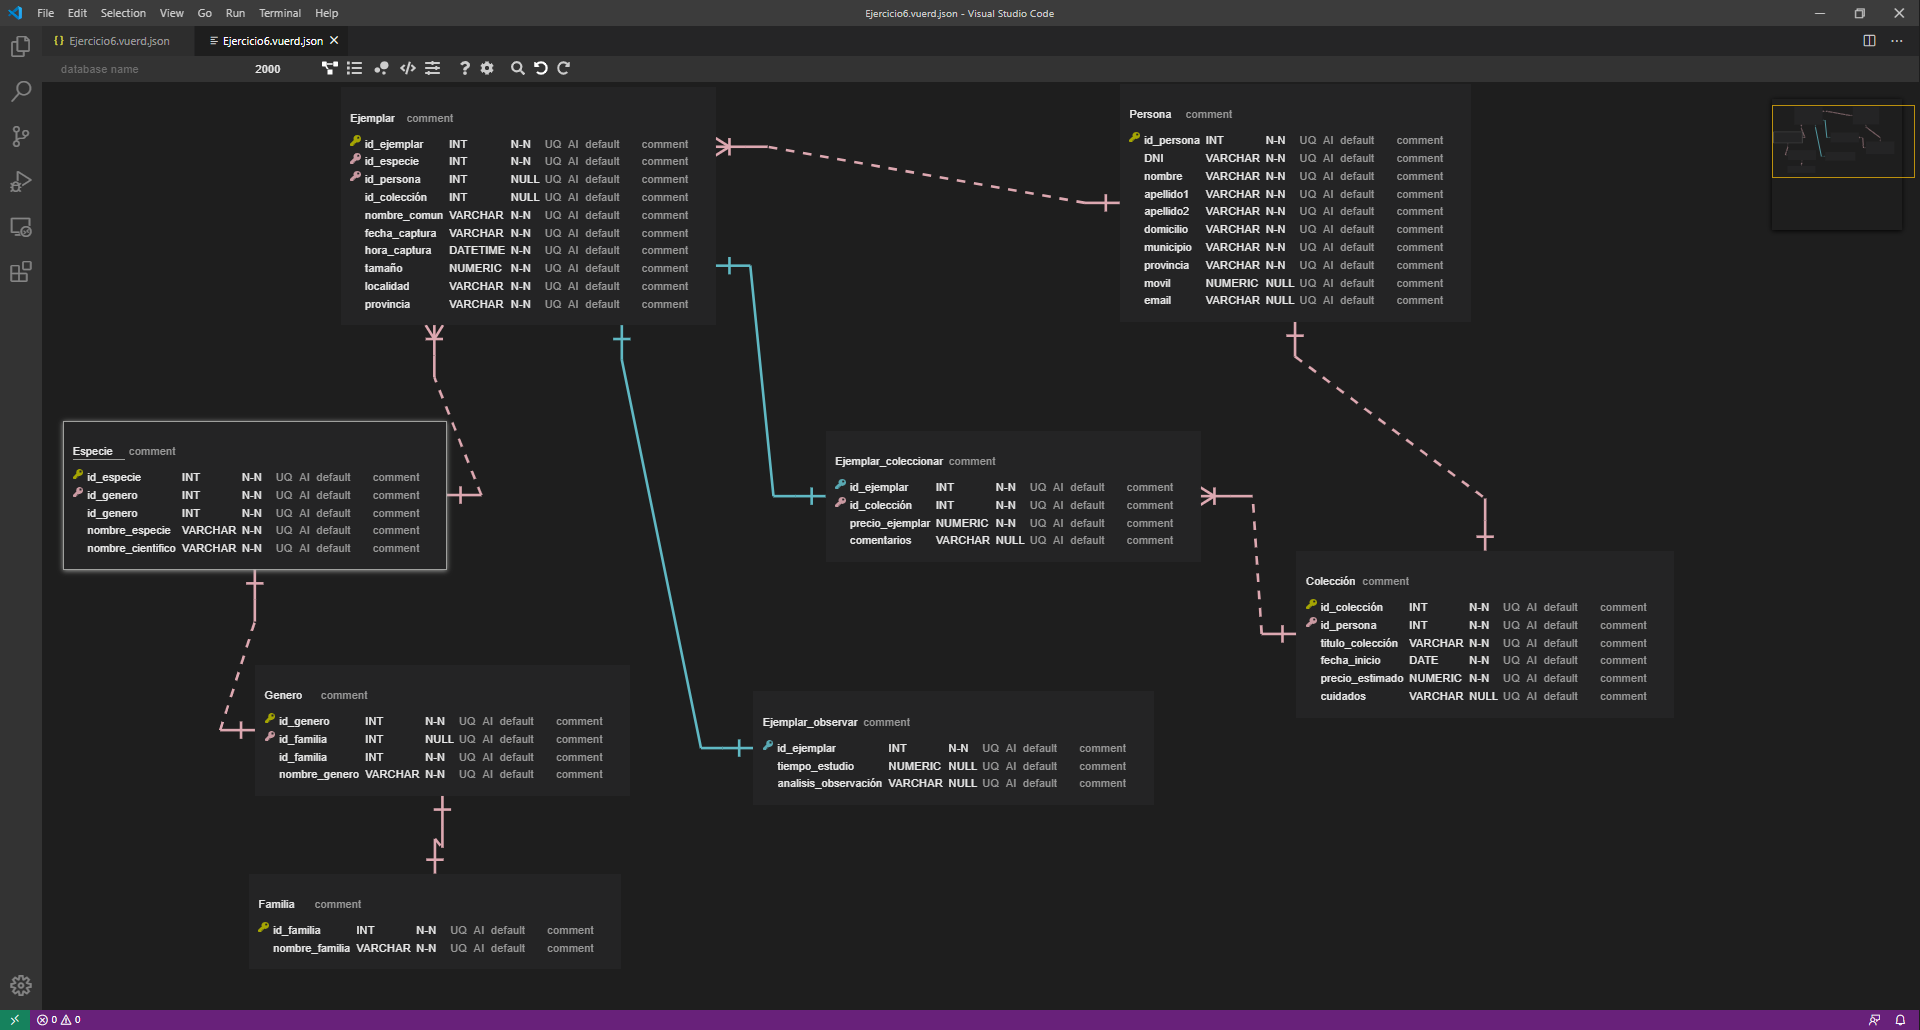 File Edit Selection View Go Run Terminal Help
Ejercicio6.vuerd.json - Visual Studio Code
{} Ejercicio6.vuerd.json
Ejercicio6.vuerd.json
database name 2000
Ejemplar comment
id_ejemplar INT N-N UQ AI default comment
id_especie INT N-N UQ AI default comment
id_persona INT NULL UQ AI default comment
id_colección INT NULL UQ AI default comment
nombre_comun VARCHAR N-N UQ AI default comment
fecha_captura VARCHAR N-N UQ AI default comment
hora_captura DATETIME N-N UQ AI default comment
tamaño NUMERIC N-N UQ AI default comment
localidad VARCHAR N-N UQ AI default comment
provincia VARCHAR N-N UQ AI default comment
Persona comment
id_persona INT N-N UQ AI default comment
DNI VARCHAR N-N UQ AI default comment
nombre VARCHAR N-N UQ AI default comment
apellido1 VARCHAR N-N UQ AI default comment
apellido2 VARCHAR N-N UQ AI default comment
domicilio VARCHAR N-N UQ AI default comment
municipio VARCHAR N-N UQ AI default comment
provincia VARCHAR N-N UQ AI default comment
movil NUMERIC NULL UQ AI default comment
email VARCHAR NULL UQ AI default comment
Especie comment
id_especie INT N-N UQ AI default comment
id_genero INT N-N UQ AI default comment
id_genero INT N-N UQ AI default comment
nombre_especie VARCHAR N-N UQ AI default comment
nombre_cientifico VARCHAR N-N UQ AI default comment
Ejemplar_coleccionar comment
id_ejemplar INT N-N UQ AI default comment
id_colección INT N-N UQ AI default comment
precio_ejemplar NUMERIC N-N UQ AI default comment
comentarios VARCHAR NULL UQ AI default comment
Colección comment
id_colección INT N-N UQ AI default comment
id_persona INT N-N UQ AI default comment
titulo_colección VARCHAR N-N UQ AI default comment
fecha_inicio DATE N-N UQ AI default comment
precio_estimado NUMERIC N-N UQ AI default comment
cuidados VARCHAR NULL UQ AI default comment
Genero comment
id_genero INT N-N UQ AI default comment
id_familia INT NULL UQ AI default comment
id_familia INT N-N UQ AI default comment
nombre_genero VARCHAR N-N UQ AI default comment
Ejemplar_observar comment
id_ejemplar INT N-N UQ AI default comment
tiempo_estudio NUMERIC NULL UQ AI default comment
analisis_observación VARCHAR NULL UQ AI default comment
Familia comment
id_familia INT N-N UQ AI default comment
nombre_familia VARCHAR N-N UQ AI default comment
0 0